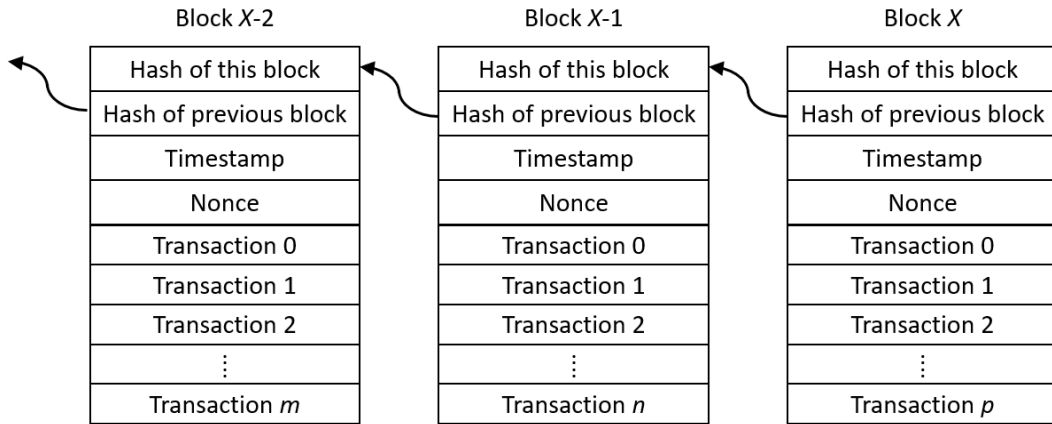 Block X-2
Hash of this block
Hash of previous block
Timestamp
Nonce
Transaction 0
Transaction 1
Transaction 2
⋮
Transaction m
Block X-1
Hash of this block
Hash of previous block
Timestamp
Nonce
Transaction 0
Transaction 1
Transaction 2
⋮
Transaction n
Block X
Hash of this block
Hash of previous block
Timestamp
Nonce
Transaction 0
Transaction 1
Transaction 2
⋮
Transaction p